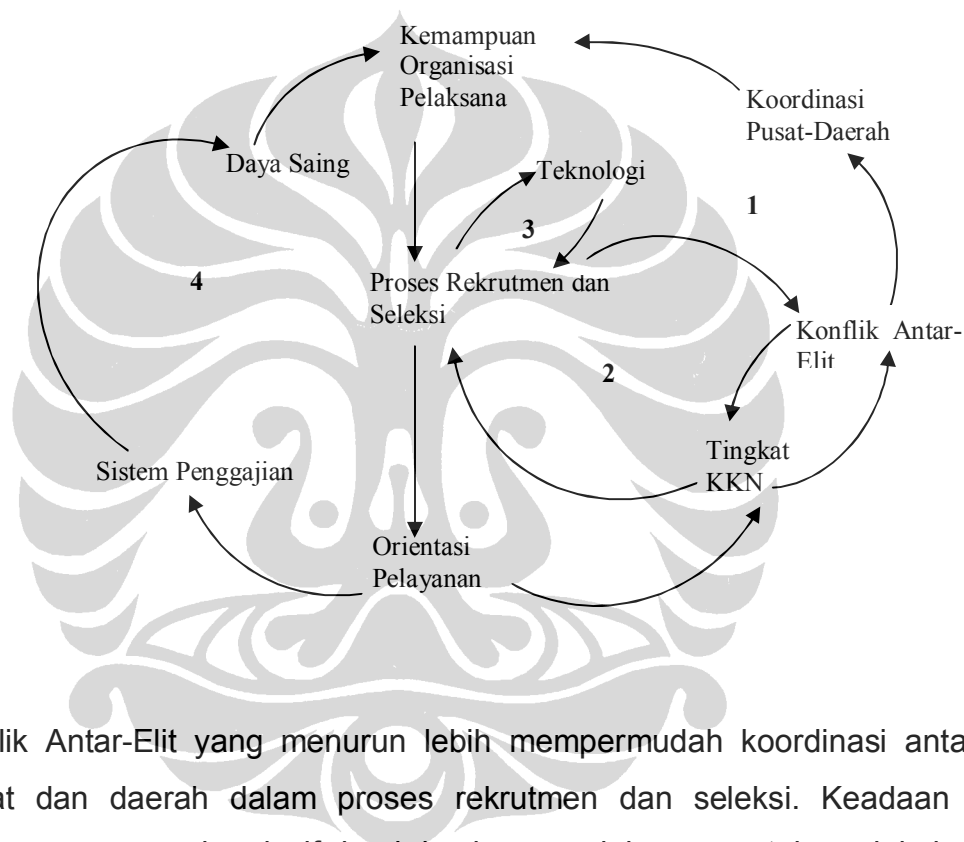 Kemampuan
Organisasi
Pelaksana
Koordinasi
Pusat-Daerah
Daya Saing
Teknologi
1
3
4
Proses Rekrutmen dan
Seleksi
Konflik Antar-
Elit
2
Tingkat
KKN
Sistem Penggajian
Orientasi
Pelayanan
lik Antar-Elit yang menurun lebih mempermudah koordinasi anta
at dan daerah dalam proses rekrutmen dan seleksi. Keadaan